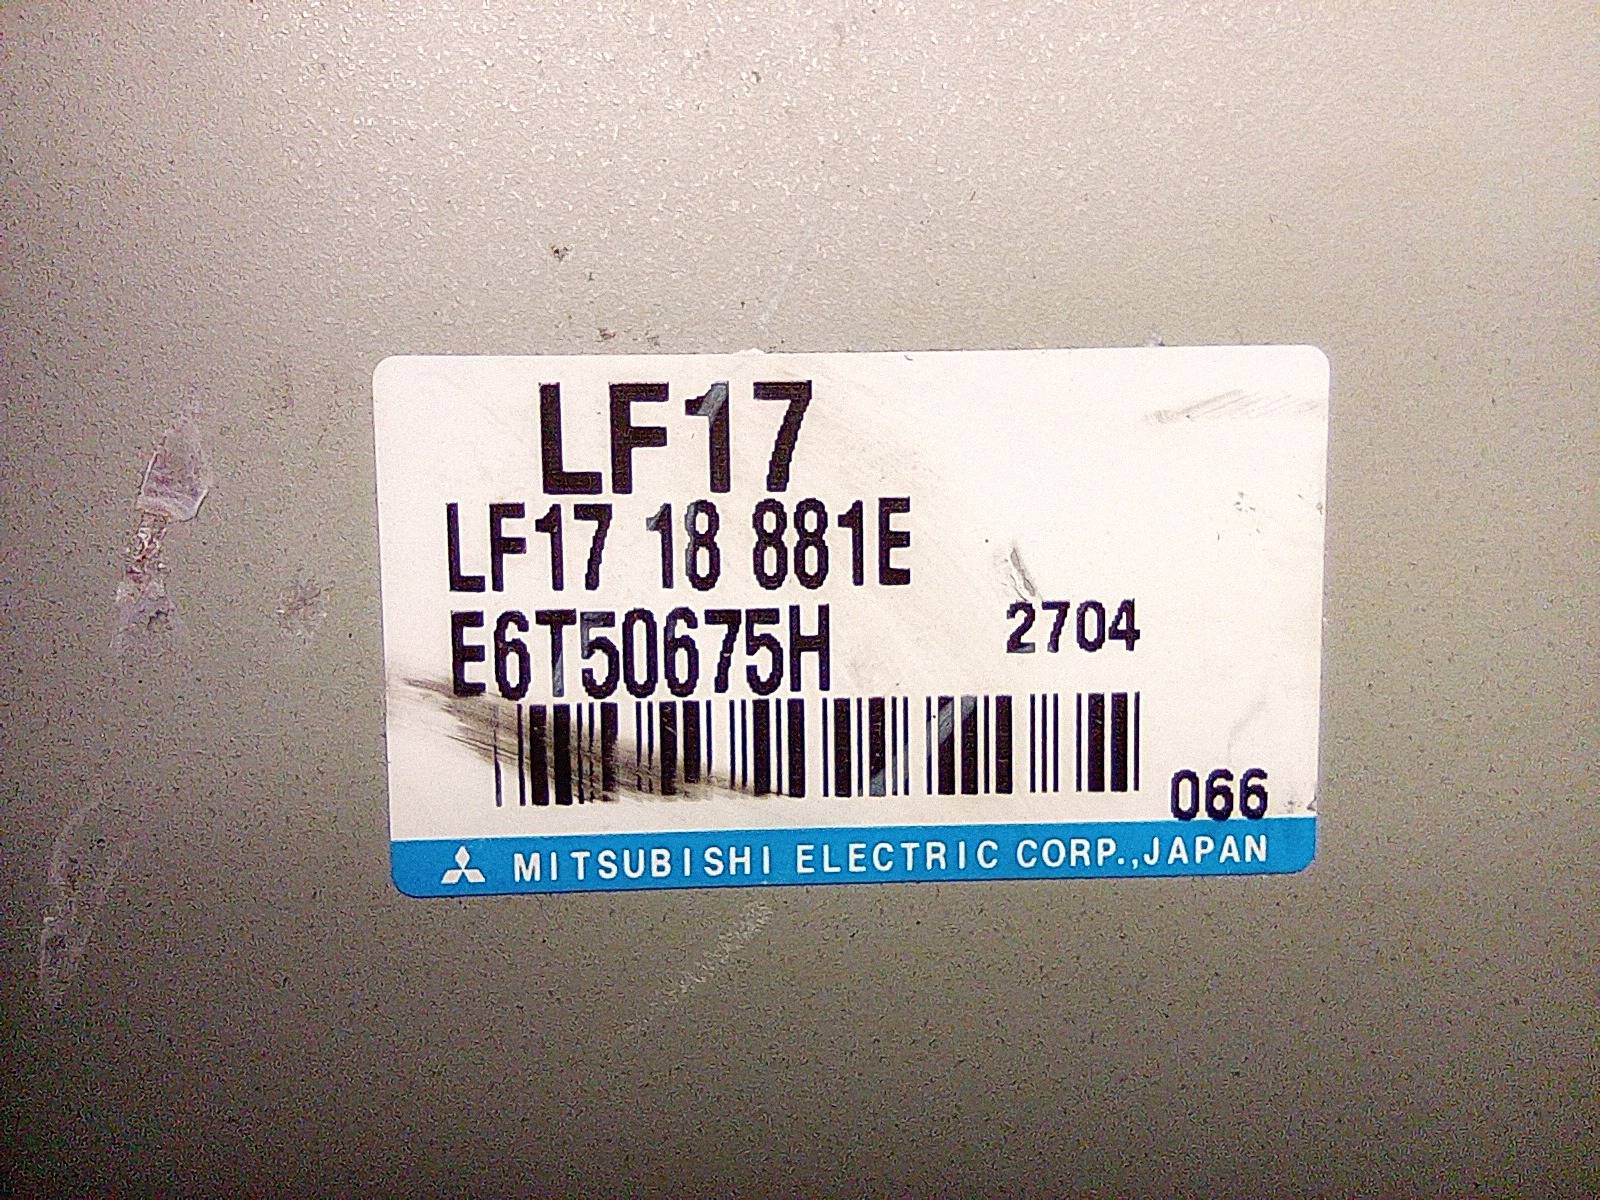 LF17
LF17 18 881E
E6T50675H 2704
066
MITSUBISHI ELECTRIC CORP.,JAPAN